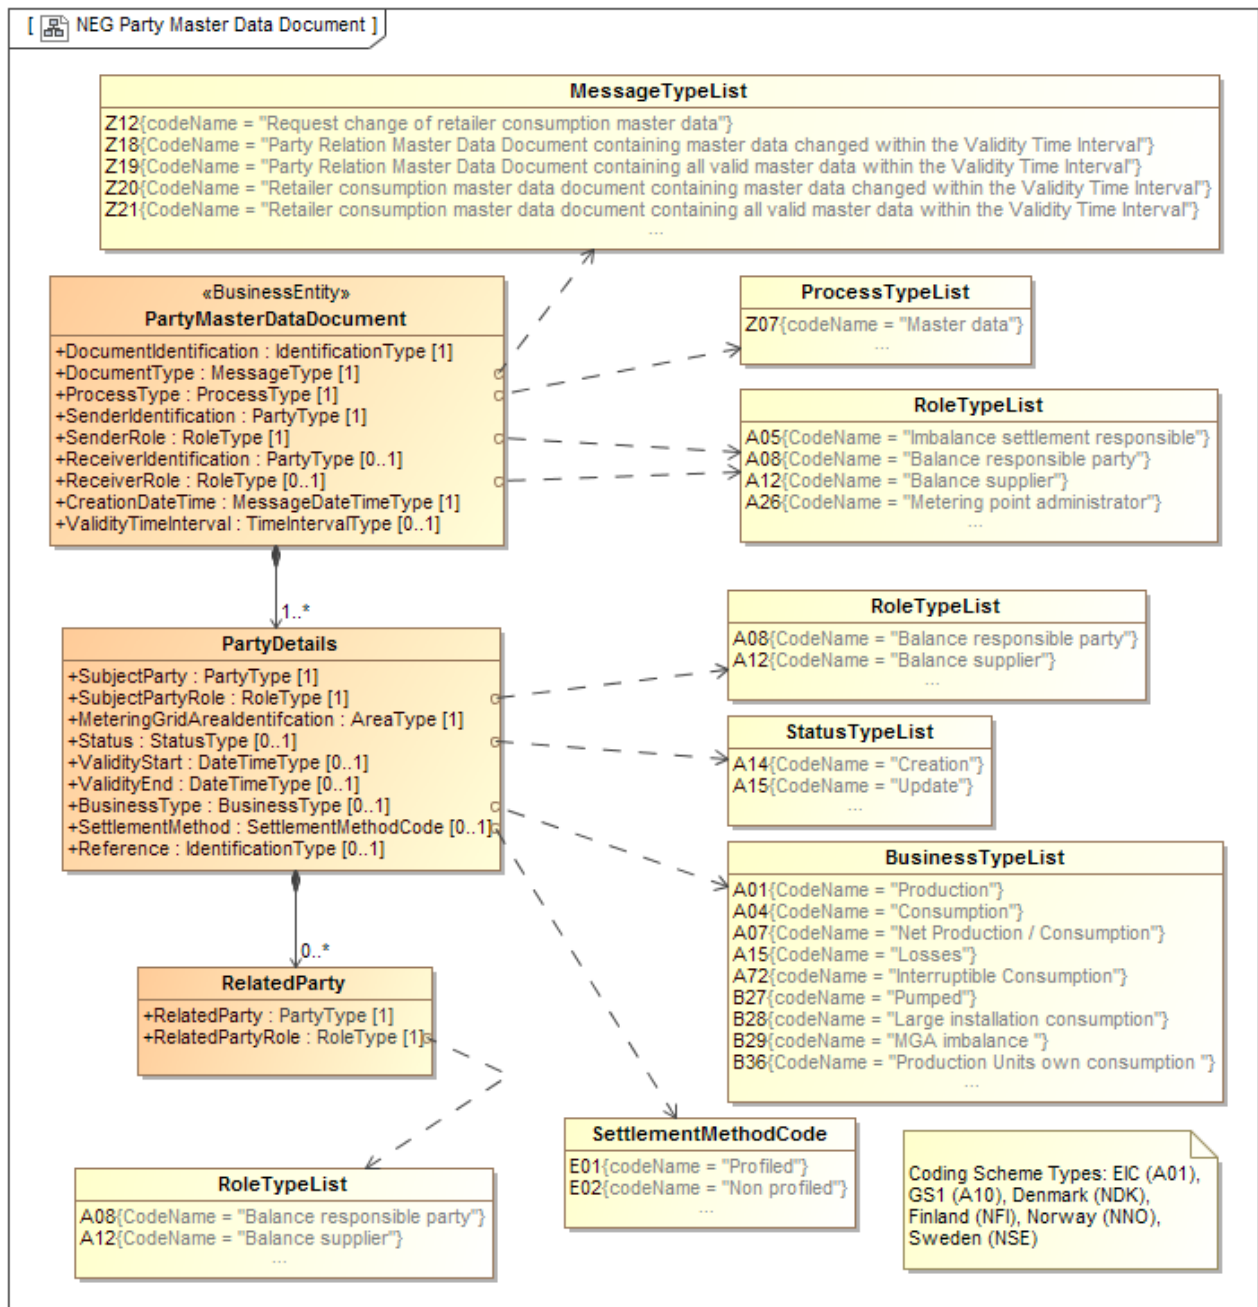 [ NEG Party Master Data Document ]
MessageTypeList
Z12{codeName = "Request change of retailer consumption master data"}
Z18{CodeName = "Party Relation Master Data Document containing master data changed within the Validity Time Interval"}
Z19{CodeName = "Party Relation Master Data Document containing all valid master data within the Validity Time Interval"}
Z20{CodeName = "Retailer consumption master data document containing master data changed within the Validity Time Interval"}
Z21{CodeName = "Retailer consumption master data document containing all valid master data within the Validity Time Interval"}
...
«BusinessEntity»
PartyMasterDataDocument
+DocumentIdentification : IdentificationType [1]
+DocumentType : MessageType [1]
+ProcessType : ProcessType [1]
+SenderIdentification : PartyType [1]
+SenderRole : RoleType [1]
+ReceiverIdentification : PartyType [0..1]
+ReceiverRole : RoleType [0..1]
+CreationDateTime : MessageDateTimeType [1]
+ValidityTimeInterval : TimeIntervalType [0..1]
ProcessTypeList
Z07{codeName = "Master data"}
...
RoleTypeList
A05{CodeName = "Imbalance settlement responsible"}
A08{CodeName = "Balance responsible party"}
A12{CodeName = "Balance supplier"}
A26{CodeName = "Metering point administrator"}
...
1..*
PartyDetails
+SubjectParty : PartyType [1]
+SubjectPartyRole : RoleType [1]
+MeteringGridAreaIdentifcation : AreaType [1]
+Status : StatusType [0..1]
+ValidityStart : DateTimeType [0..1]
+ValidityEnd : DateTimeType [0..1]
+BusinessType : BusinessType [0..1]
+SettlementMethod : SettlementMethodCode [0..1]
+Reference : IdentificationType [0..1]
RoleTypeList
A08{CodeName = "Balance responsible party"}
A12{CodeName = "Balance supplier"}
...
StatusTypeList
A14{CodeName = "Creation"}
A15{CodeName = "Update"}
...
BusinessTypeList
A01{CodeName = "Production"}
A04{CodeName = "Consumption"}
A07{CodeName = "Net Production / Consumption"}
A15{CodeName = "Losses"}
A72{CodeName = "Interruptible Consumption"}
B27{codeName = "Pumped"}
B28{codeName = "Large installation consumption"}
B29{codeName = "MGA imbalance "}
B36{CodeName = "Production Units own consumption "}
...
0..*
RelatedParty
+RelatedParty : PartyType [1]
+RelatedPartyRole : RoleType [1]
SettlementMethodCode
E01{codeName = "Profiled"}
E02{codeName = "Non profiled"}
...
RoleTypeList
A08{CodeName = "Balance responsible party"}
A12{CodeName = "Balance supplier"}
...
Coding Scheme Types: EIC (A01),
GS1 (A10), Denmark (NDK),
Finland (NFI), Norway (NNO),
Sweden (NSE)